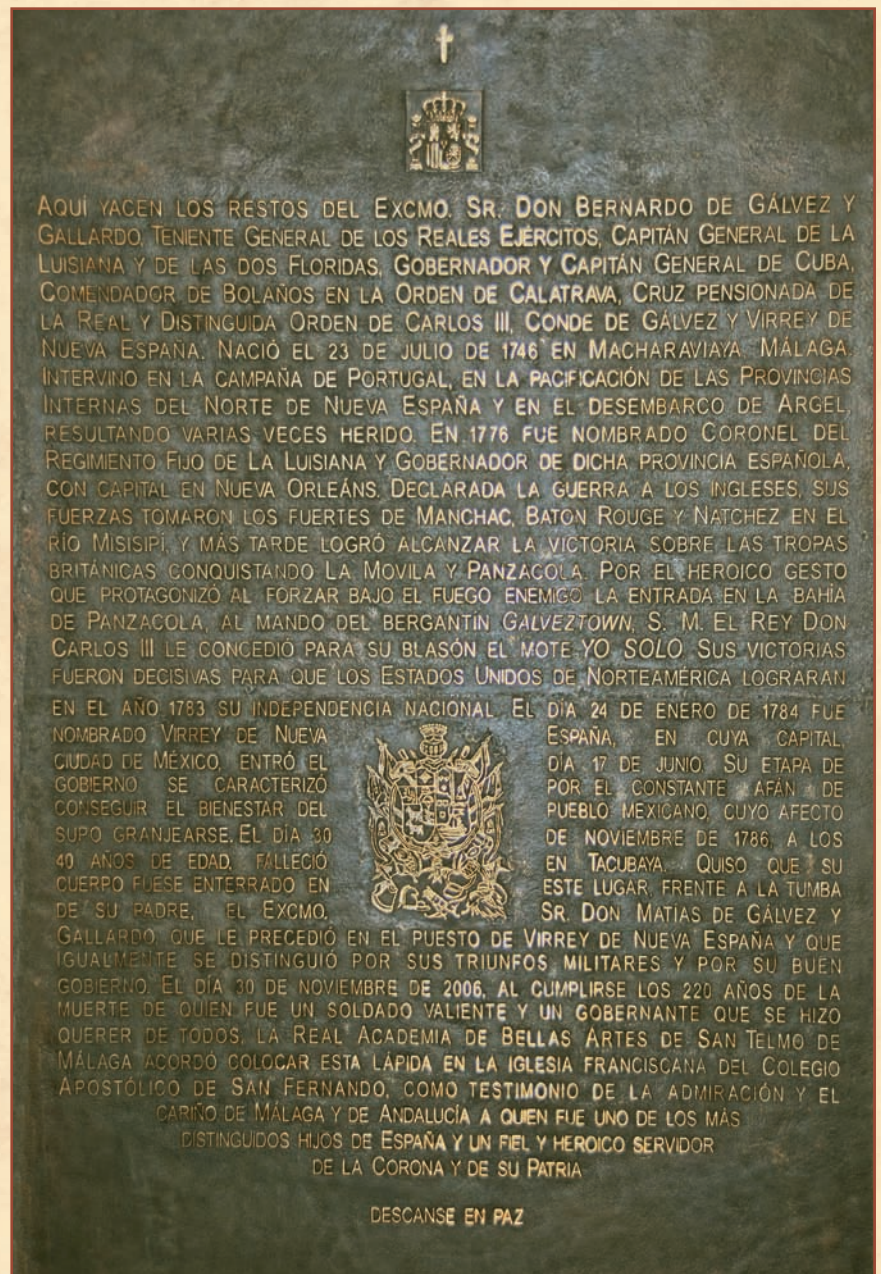 AQUÍ YACEN LOS RESTOS DEL EXCMO. SR. DON BERNARDO DE GÁLVEZ Y
GALLARDO, TENIENTE GENERAL DE LOS REALES EJÉRCITOS, CAPITÁN GENERAL DE LA
LUISIANA Y DE LAS DOS FLORIDAS, GOBERNADOR Y CAPITÁN GENERAL DE CUBA,
COMENDADOR DE BOLAÑOS EN LA ORDEN DE CALATRAVA, CRUZ PENSIONADA DE
LA REAL Y DISTINGUIDA ORDEN DE CARLOS III, CONDE DE GÁLVEZ Y VIRREY DE
NUEVA ESPAÑA. NACIÓ EL 23 DE JULIO DE 1746 EN MACHARAVIAYA, MÁLAGA.
INTERVINO EN LA CAMPAÑA DE PORTUGAL, EN LA PACIFICACIÓN DE LAS PROVINCIAS
INTERNAS DEL NORTE DE NUEVA ESPAÑA Y EN EL DESEMBARCO DE ARGEL,
RESULTANDO VARIAS VECES HERIDO. EN 1776 FUE NOMBRADO CORONEL DEL
REGIMIENTO FIJO DE LA LUISIANA Y GOBERNADOR DE DICHA PROVINCIA ESPAÑOLA,
CON CAPITAL EN NUEVA ORLEÁNS. DECLARADA LA GUERRA A LOS INGLESES, SUS
FUERZAS TOMARON LOS FUERTES DE MANCHAC, BATON ROUGE Y NATCHEZ EN EL
RÍO MISISIPÍ, Y MÁS TARDE LOGRÓ ALCANZAR LA VICTORIA SOBRE LAS TROPAS
BRITÁNICAS CONQUISTANDO LA MOVILA Y PANZACOLA. POR EL HEROICO GESTO
QUE PROTAGONIZÓ AL FORZAR BAJO EL FUEGO ENEMIGO LA ENTRADA EN LA BAHÍA
DE PANZACOLA, AL MANDO DEL BERGANTÍN GALVEZTOWN, S. M. EL REY DON
CARLOS III LE CONCEDIÓ PARA SU BLASÓN EL MOTE YO SOLO. SUS VICTORIAS
FUERON DECISIVAS PARA QUE LOS ESTADOS UNIDOS DE NORTEAMÉRICA LOGRARAN
EN EL AÑO 1783 SU INDEPENDENCIA NACIONAL. EL DÍA 24 DE ENERO DE 1784 FUE
NOMBRADO VIRREY DE NUEVA ESPAÑA, EN CUYA CAPITAL,
CIUDAD DE MÉXICO, ENTRÓ EL DÍA 17 DE JUNIO. SU ETAPA DE
GOBIERNO SE CARACTERIZÓ POR EL CONSTANTE AFÁN DE
CONSEGUIR EL BIENESTAR DEL PUEBLO MEXICANO, CUYO AFECTO
SUPO GRANJEARSE. EL DÍA 30 DE NOVIEMBRE DE 1786, A LOS
40 AÑOS DE EDAD, FALLECIÓ EN TACUBAYA. QUISO QUE SU
CUERPO FUESE ENTERRADO EN ESTE LUGAR, FRENTE A LA TUMBA
DE SU PADRE, EL EXCMO. SR. DON MATÍAS DE GÁLVEZ Y
GALLARDO, QUE LE PRECEDIÓ EN EL PUESTO DE VIRREY DE NUEVA ESPAÑA Y QUE
IGUALMENTE SE DISTINGUIÓ POR SUS TRIUNFOS MILITARES Y POR SU BUEN
GOBIERNO. EL DÍA 30 DE NOVIEMBRE DE 2006, AL CUMPLIRSE LOS 220 AÑOS DE LA
MUERTE DE QUIEN FUE UN SOLDADO VALIENTE Y UN GOBERNANTE QUE SE HIZO
QUERER DE TODOS, LA REAL ACADEMIA DE BELLAS ARTES DE SAN TELMO DE
MÁLAGA ACORDÓ COLOCAR ESTA LÁPIDA EN LA IGLESIA FRANCISCANA DEL COLEGIO
APOSTÓLICO DE SAN FERNANDO, COMO TESTIMONIO DE LA ADMIRACIÓN Y EL
CARIÑO DE MÁLAGA Y DE ANDALUCÍA A QUIEN FUE UNO DE LOS MÁS
DISTINGUIDOS HIJOS DE ESPAÑA Y UN FIEL Y HEROICO SERVIDOR
DE LA CORONA Y DE SU PATRIA
DESCANSE EN PAZ